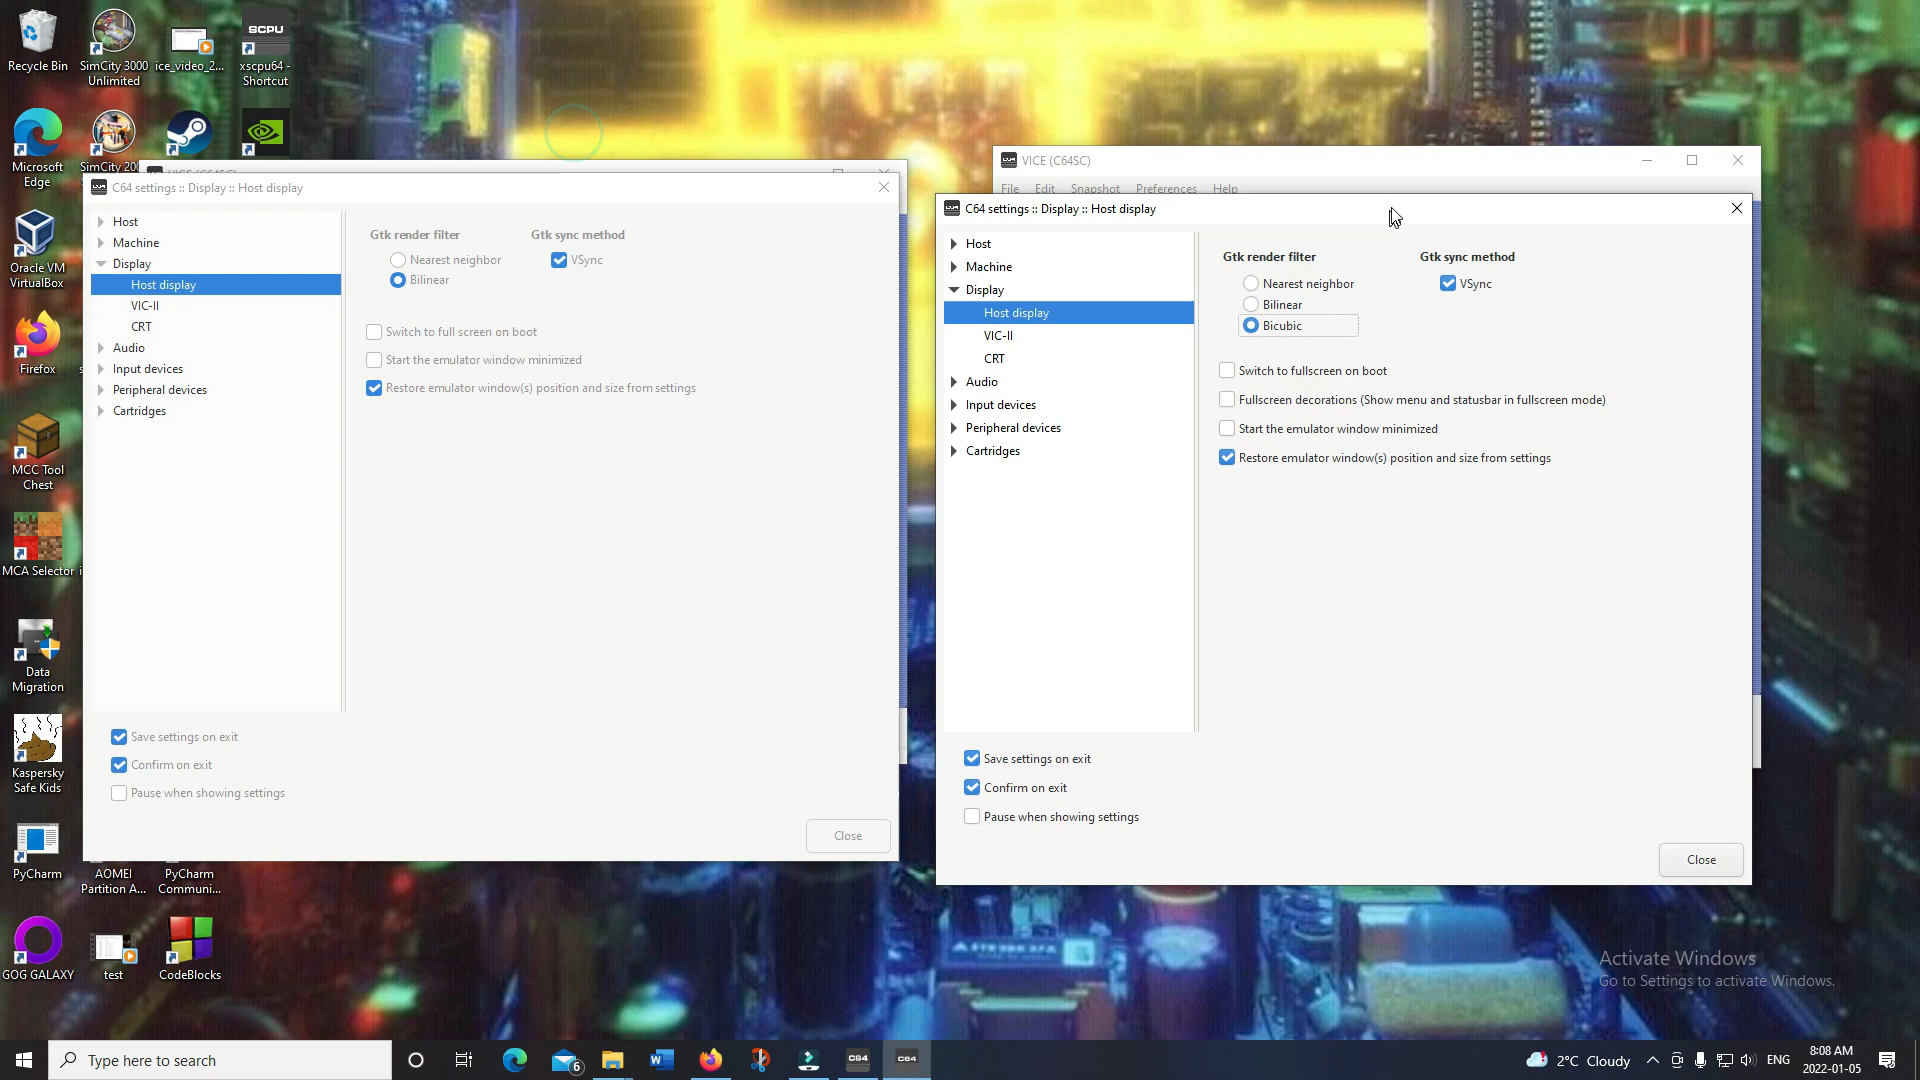 Recycle Bin
SimCity 3000
Unlimited
ice_video_2...
SCPU
xscpu64 -
Shortcut
Microsoft
Edge
SimCity 200
Oracle VM
VirtualBox
Firefox
MCC Tool
Chest
MCA Selector
Data
Migration
Kaspersky
Safe Kids
PyCharm
AOMEI
Partition A...
PyCharm
Communi...
GOG GALAXY
test
CodeBlocks
C64 settings :: Display :: Host display
Host
Machine
Display
Host display
VIC-II
CRT
Audio
Input devices
Peripheral devices
Cartridges
Gtk render filter
Gtk sync method
Nearest neighbor
VSync
Bilinear
Switch to full screen on boot
Start the emulator window minimized
Restore emulator window(s) position and size from settings
Save settings on exit
Confirm on exit
Pause when showing settings
Close
VICE (C64SC)
File Edit Snapshot Preferences Help
C64 settings :: Display :: Host display
Host
Machine
Display
Host display
VIC-II
CRT
Audio
Input devices
Peripheral devices
Cartridges
Gtk render filter
Gtk sync method
Nearest neighbor
VSync
Bilinear
Bicubic
Switch to fullscreen on boot
Fullscreen decorations (Show menu and statusbar in fullscreen mode)
Start the emulator window minimized
Restore emulator window(s) position and size from settings
Save settings on exit
Confirm on exit
Pause when showing settings
Close
Activate Windows
Go to Settings to activate Windows.
Type here to search
6
W
C64
C64
2°C Cloudy
ENG
8:08 AM
2022-01-05